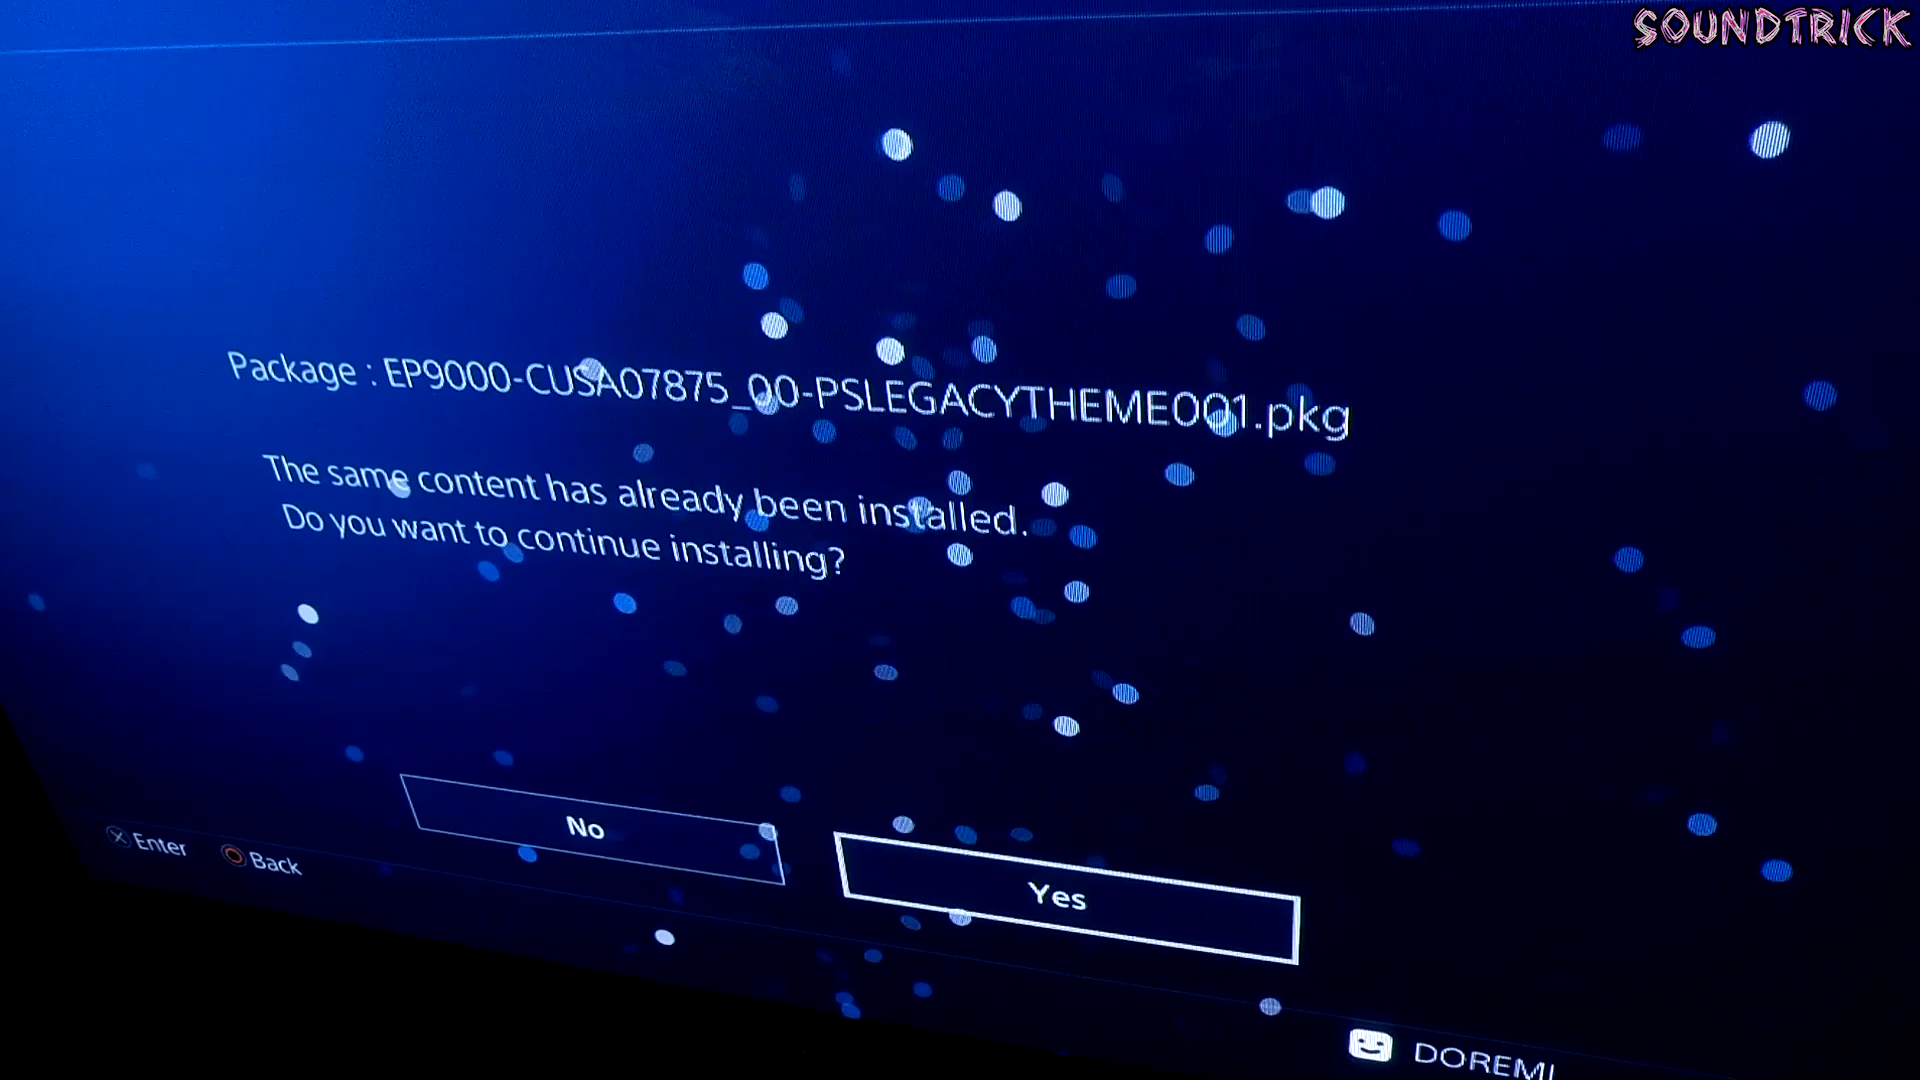 SOUNDTRICK
Package : EP9000-CUSA07875_00-PSLEGACYTHEME001.pkg
The same content has already been installed.
Do you want to continue installing?
No
Yes
Enter
Back
DOREMI